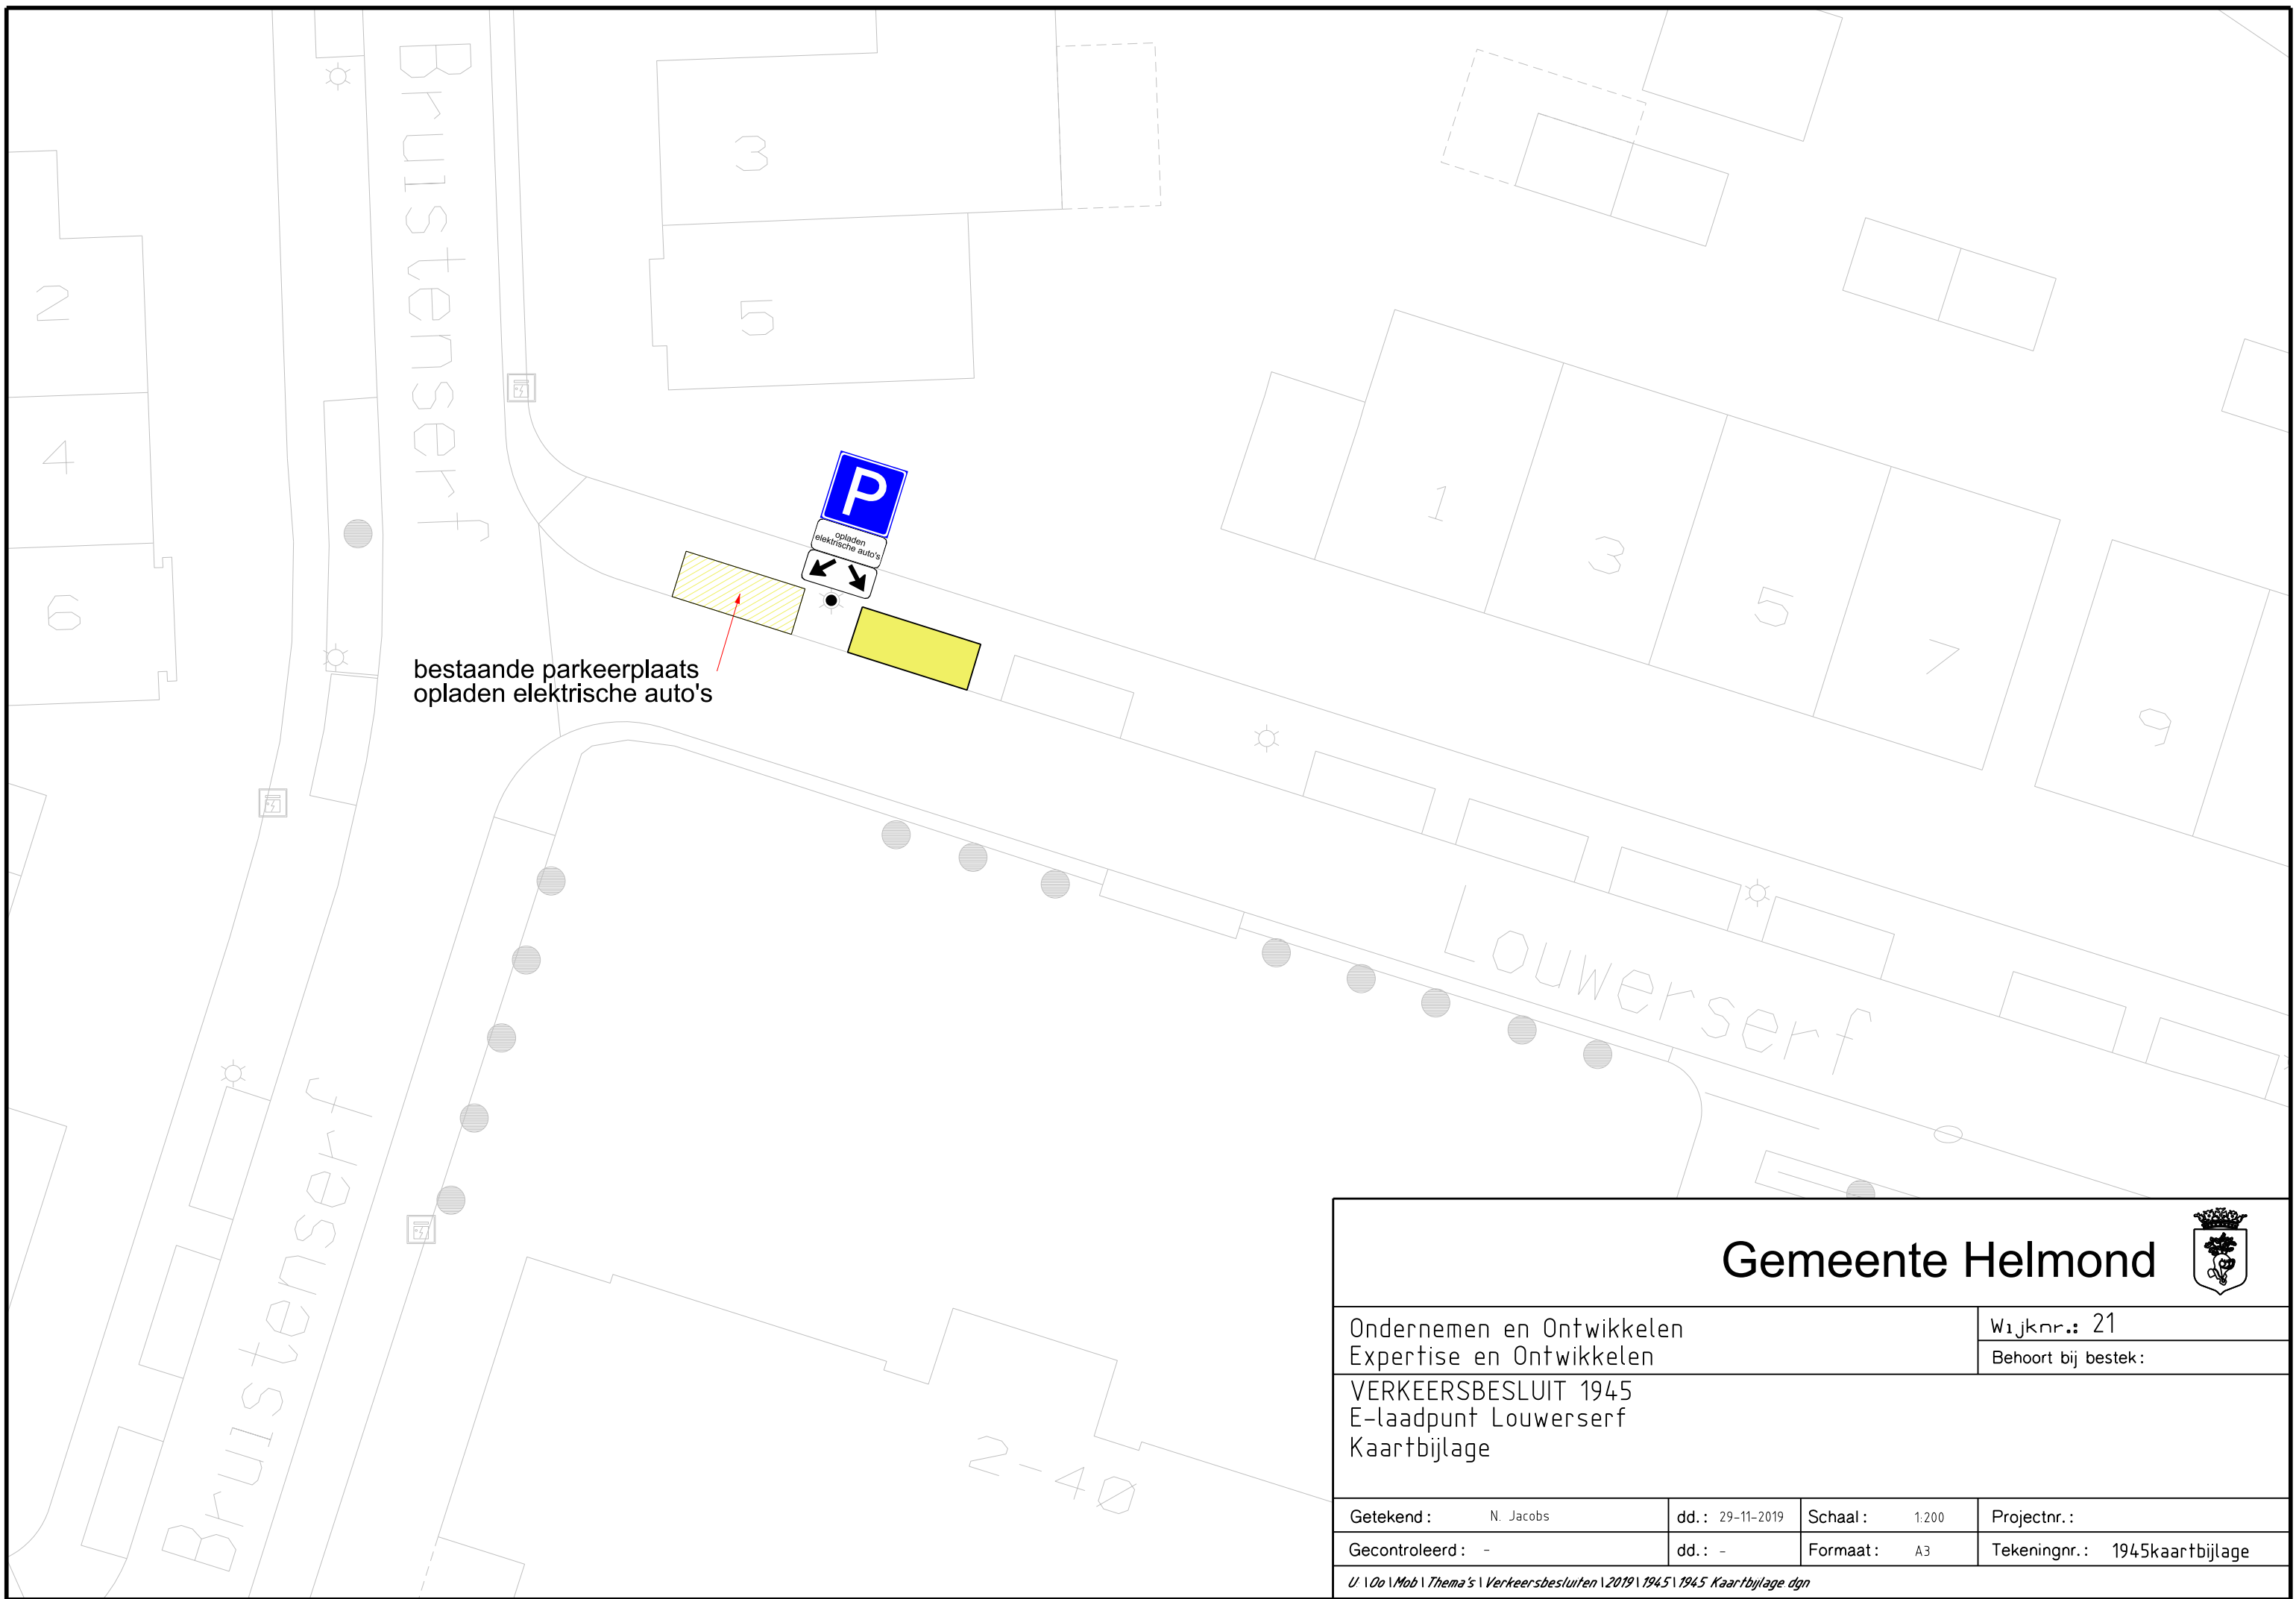 Bruistenserf
3
5
2
4
6
P
opladen
elektrische auto's
bestaande parkeerplaats
opladen elektrische auto's
1
3
5
7
9
Louwerserf
Bruistenserf
2-40
Gemeente Helmond
Ondernemen en Ontwikkelen
Expertise en Ontwikkelen
Wijknr.: 21
Behoort bij bestek:
VERKEERSBESLUIT 1945
E-laadpunt Louwerserf
Kaartbijlage
Getekend: N. Jacobs dd.: 29-11-2019 Schaal: 1:200 Projectnr.:
Gecontroleerd: - dd.: - Formaat: A3 Tekeningnr.: 1945kaartbijlage
U:\Oo\Mob\Thema's\Verkeersbesluiten\2019\1945\1945 Kaartbijlage.dgn